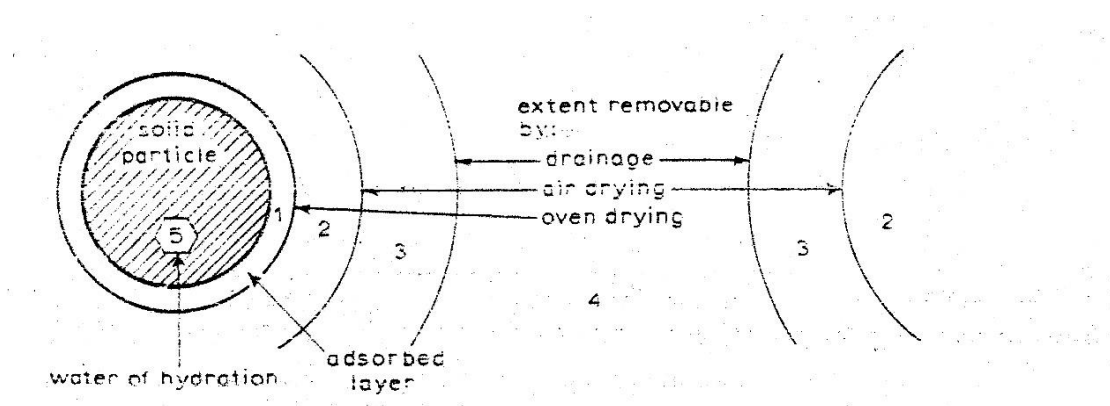 solid
particle
5
1
2
3
4
extent removable
by:
drainage
air drying
oven drying
3
2
water of hydration
adsorbed
layer